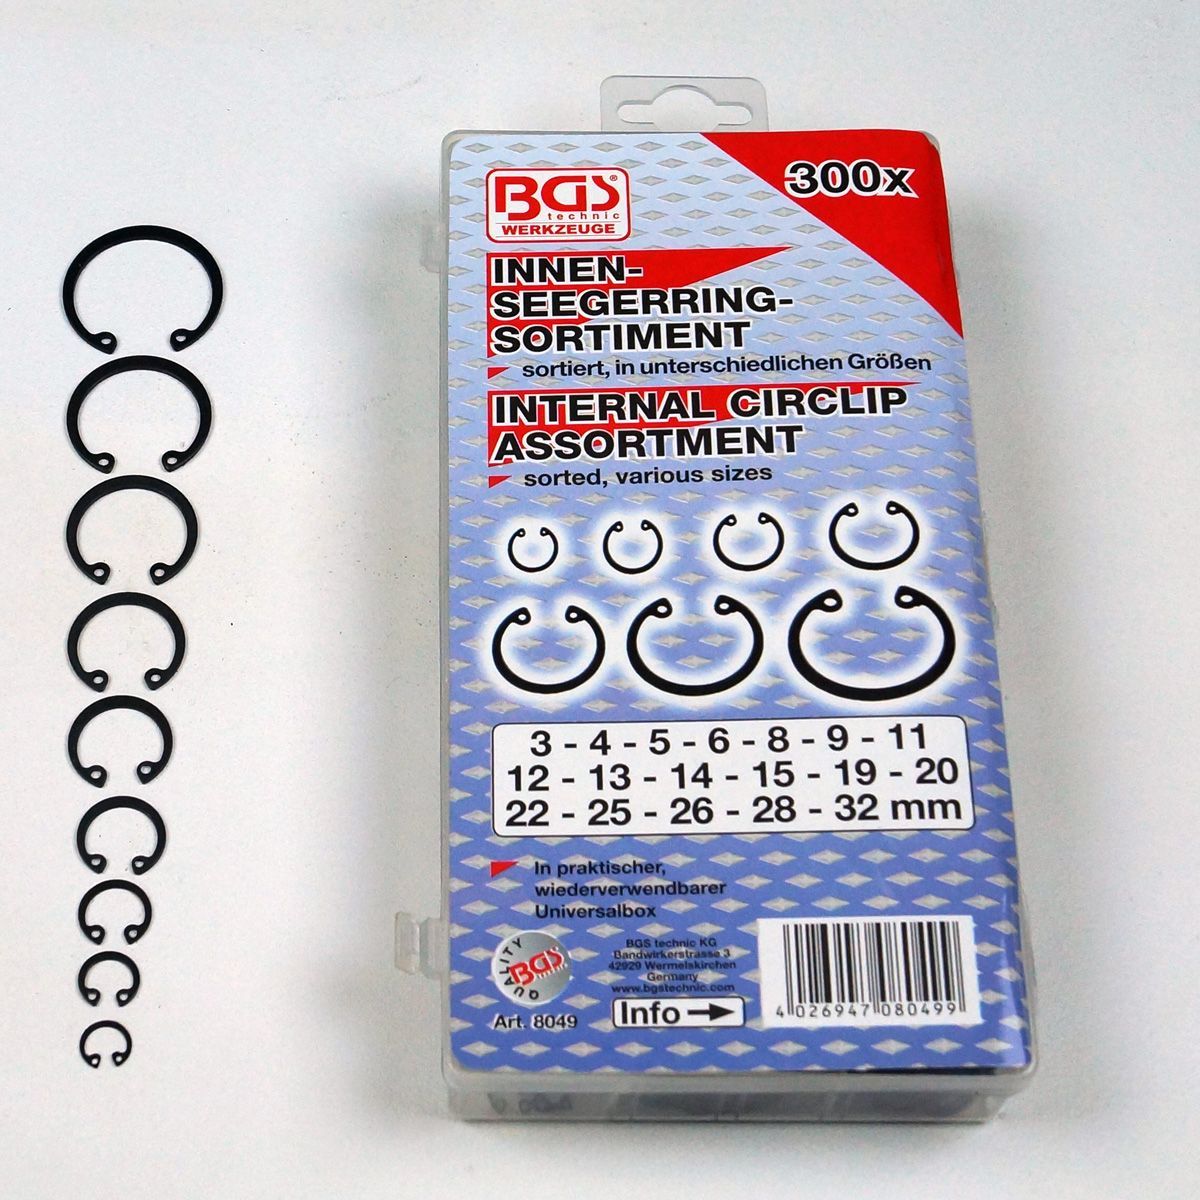 300x
BGS®
technic
WERKZEUGE
INNEN-
SEEGERRING-
SORTIMENT
sortiert, in unterschiedlichen Größen
INTERNAL CIRCLIP
ASSORTMENT
sorted, various sizes
3 - 4 - 5 - 6 - 8 - 9 - 11
12 - 13 - 14 - 15 - 19 - 20
22 - 25 - 26 - 28 - 32 mm
In praktischer,
wiederverwendbarer
Universalbox
QUALITY
BGS
Art. 8049
BGS technic KG
Bandwirkerstrasse 3
42929 Wermelskirchen
Germany
www.bgstechnic.com
Info
4 026947 080499